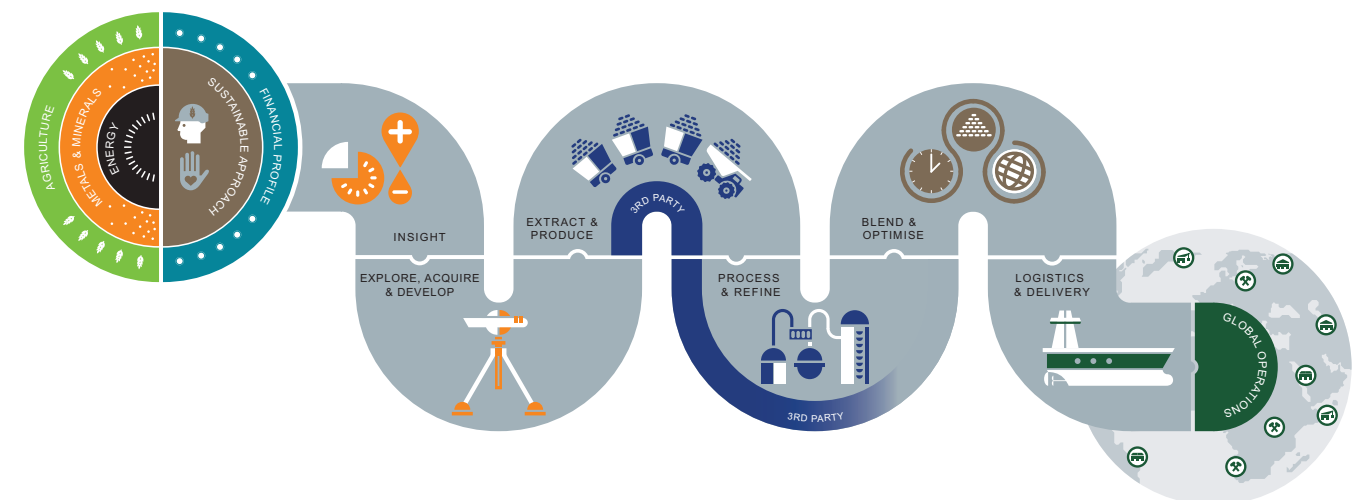 AGRICULTURE
METALS & MINERALS
ENERGY
SUSTAINABLE APPROACH
FINANCIAL PROFILE
INSIGHT
EXPLORE, ACQUIRE
& DEVELOP
EXTRACT &
PRODUCE
3RD PARTY
PROCESS
& REFINE
3RD PARTY
BLEND &
OPTIMISE
LOGISTICS
& DELIVERY
GLOBAL OPERATIONS